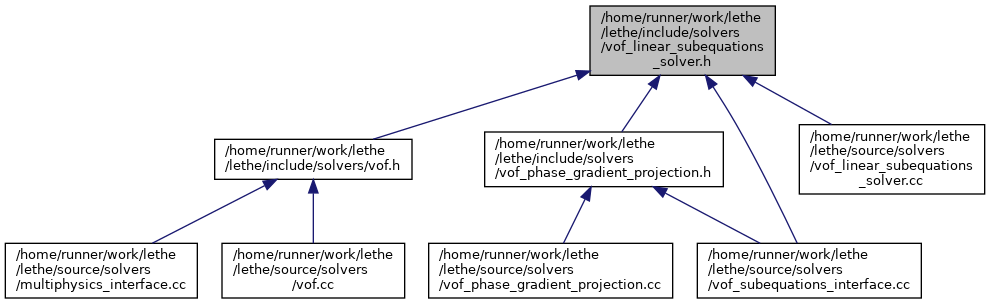 /home/runner/work/lethe
/lethe/include/solvers
/vof_linear_subequations
_solver.h
/home/runner/work/lethe
/lethe/include/solvers/vof.h
/home/runner/work/lethe
/lethe/include/solvers
/vof_phase_gradient_projection.h
/home/runner/work/lethe
/lethe/source/solvers
/vof_linear_subequations
_solver.cc
/home/runner/work/lethe
/lethe/source/solvers
/multiphysics_interface.cc
/home/runner/work/lethe
/lethe/source/solvers
/vof.cc
/home/runner/work/lethe
/lethe/source/solvers
/vof_phase_gradient_projection.cc
/home/runner/work/lethe
/lethe/source/solvers
/vof_subequations_interface.cc